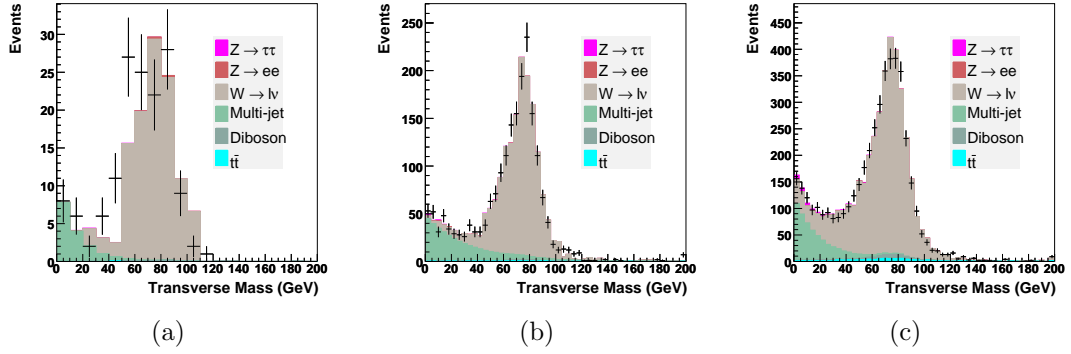 Events
30
25
20
15
10
5
0
0 20 40 60 80 100 120 140 160 180 200
Transverse Mass (GeV)
Z → ττ
Z → ee
W → lν
Multi-jet
Diboson
tt̄
(a)
Events
250
200
150
100
50
0
0 20 40 60 80 100 120 140 160 180 200
Transverse Mass (GeV)
Z → ττ
Z → ee
W → lν
Multi-jet
Diboson
tt̄
(b)
Events
450
400
350
300
250
200
150
100
50
0
0 20 40 60 80 100 120 140 160 180 200
Transverse Mass (GeV)
Z → ττ
Z → ee
W → lν
Multi-jet
Diboson
tt̄
(c)